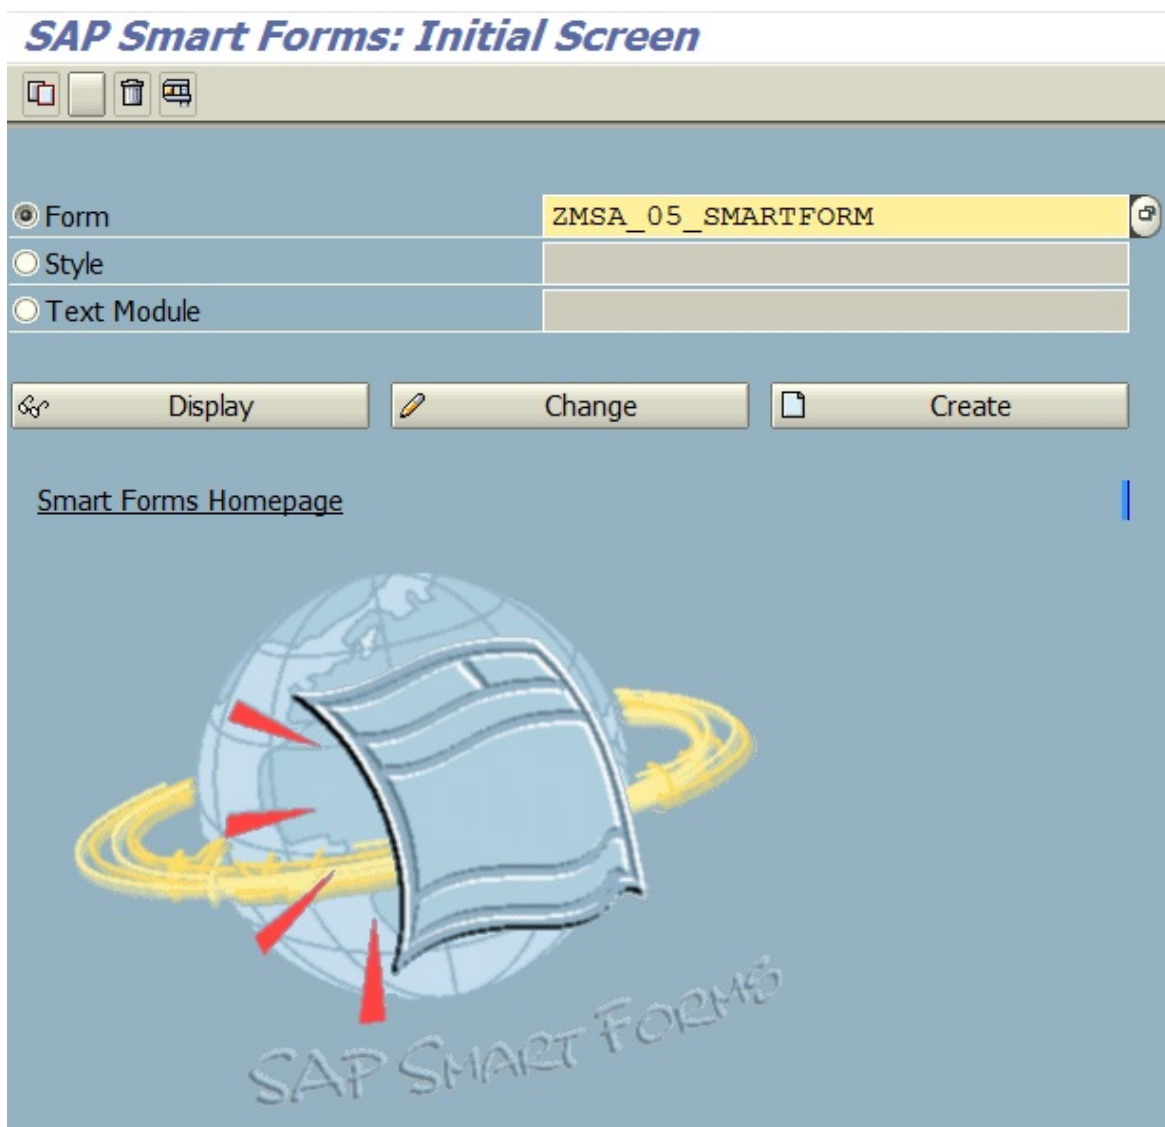 SAP Smart Forms: Initial Screen
Form ZMSA_05_SMARTFORM
Style
Text Module
Display Change Create
Smart Forms Homepage
SAP SMART FORMS